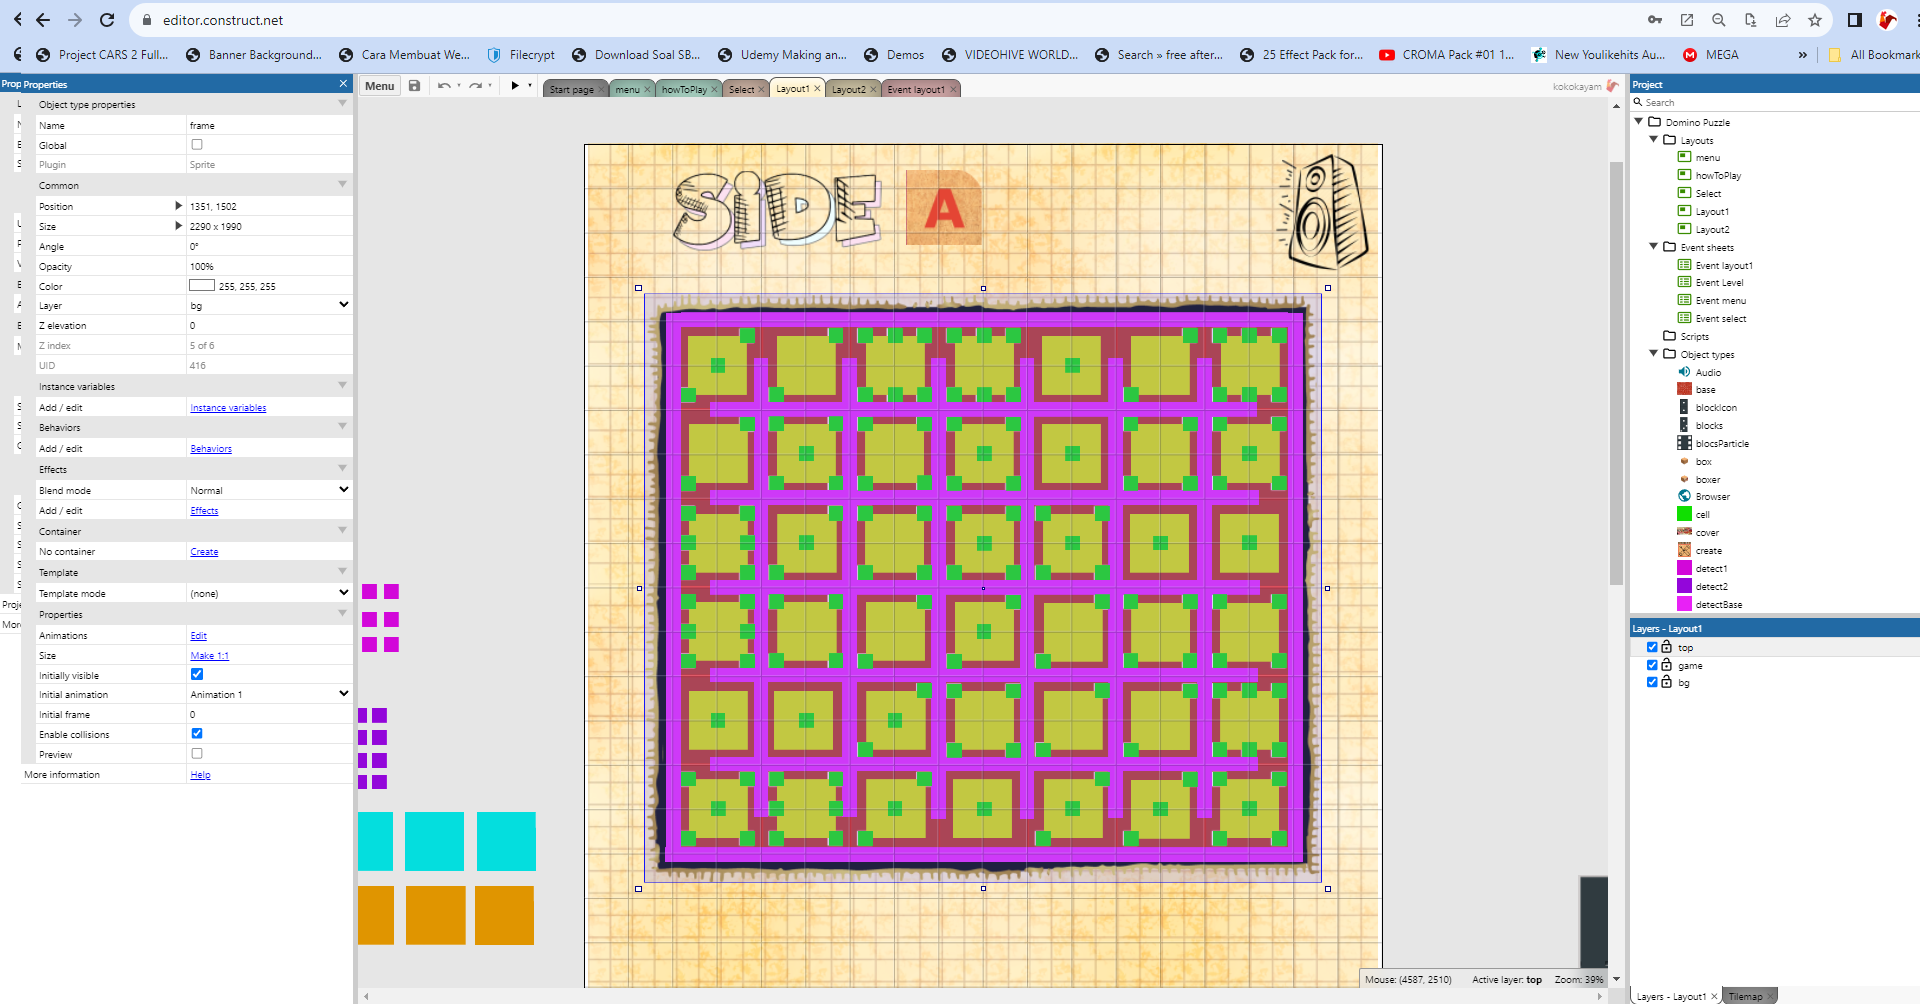 editor.construct.net
Project CARS 2 Full...
Banner Background...
Cara Membuat We...
Filecrypt
Download Soal SB...
Udemy Making an...
Demos
VIDEOHIVE WORLD...
Search » free after...
25 Effect Pack for...
CROMA Pack #01 1...
New Youlikehits Au...
MEGA
»
All Bookmark
Properties
Object type properties
Name frame
Global
Plugin Sprite
Common
Position 1351, 1502
Size 2290 x 1990
Angle 0°
Opacity 100%
Color 255, 255, 255
Layer bg
Z elevation 0
Z index 5 of 6
UID 416
Instance variables
Add / edit Instance variables
Behaviors
Add / edit Behaviors
Effects
Blend mode Normal
Add / edit Effects
Container
No container Create
Template
Template mode (none)
Properties
Animations Edit
Size Make 1:1
Initially visible
Initial animation Animation 1
Initial frame 0
Enable collisions
Preview
More information Help
Menu
Start page
menu
howToPlay
Select
Layout1
Layout2
Event layout1
kokokayam
SiDE A
Mouse: (4587, 2510) Active layer: top Zoom: 39%
Project
Search
Domino Puzzle
Layouts
menu
howToPlay
Select
Layout1
Layout2
Event sheets
Event layout1
Event Level
Event menu
Event select
Scripts
Object types
Audio
base
blockIcon
blocks
blocsParticle
box
boxer
Browser
cell
cover
create
detect1
detect2
detectBase
Layers - Layout1
top
game
bg
Layers - Layout1
Tilemap